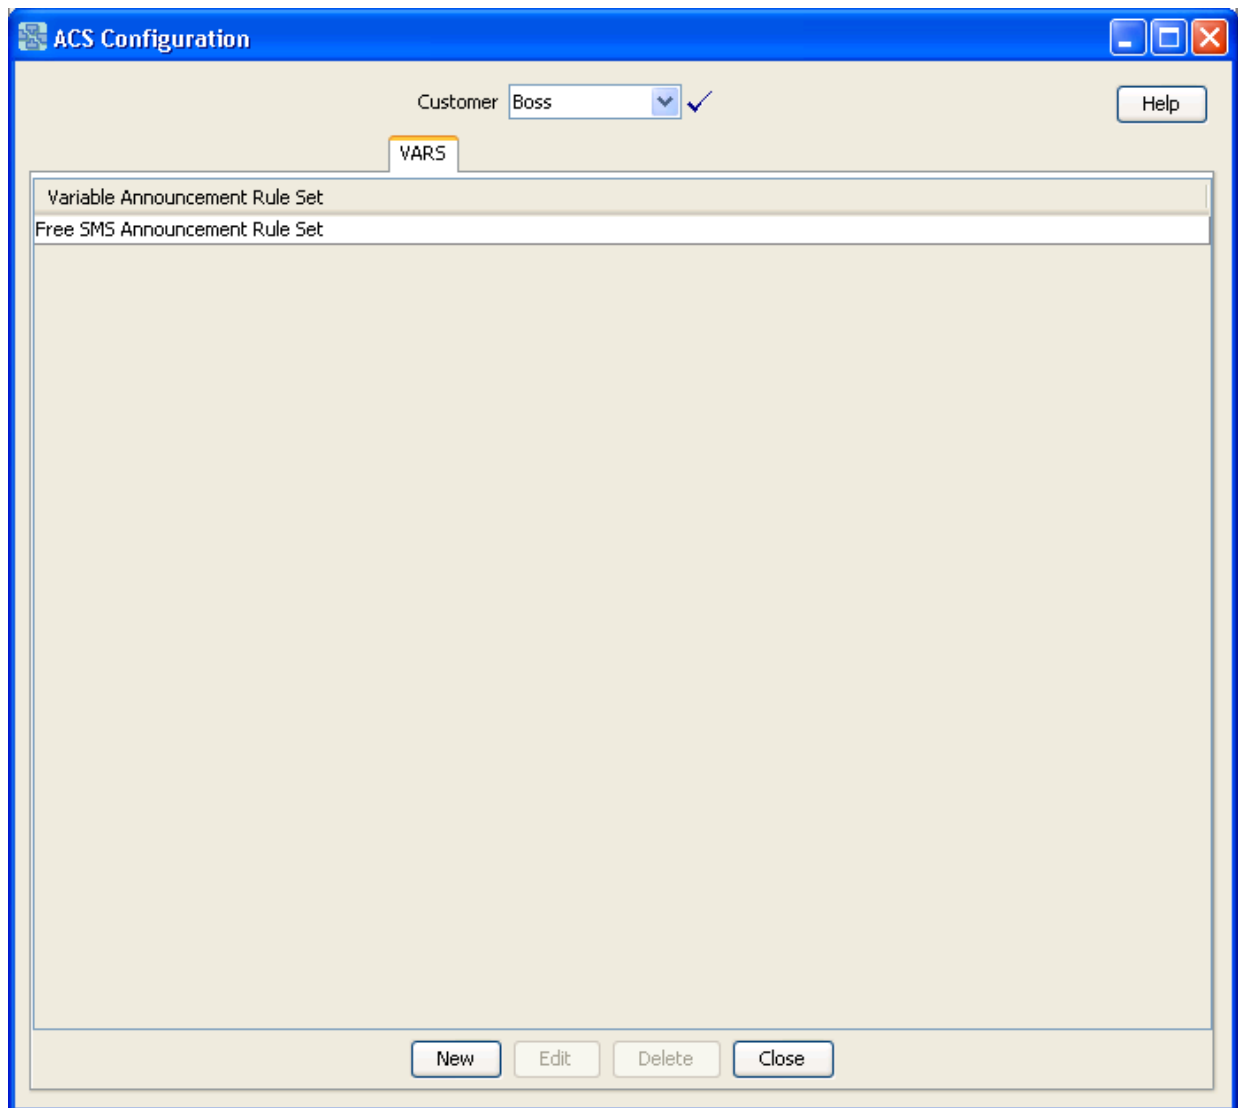 ACS Configuration
Customer Boss
Help
VARS
Variable Announcement Rule Set
Free SMS Announcement Rule Set
New Edit Delete Close